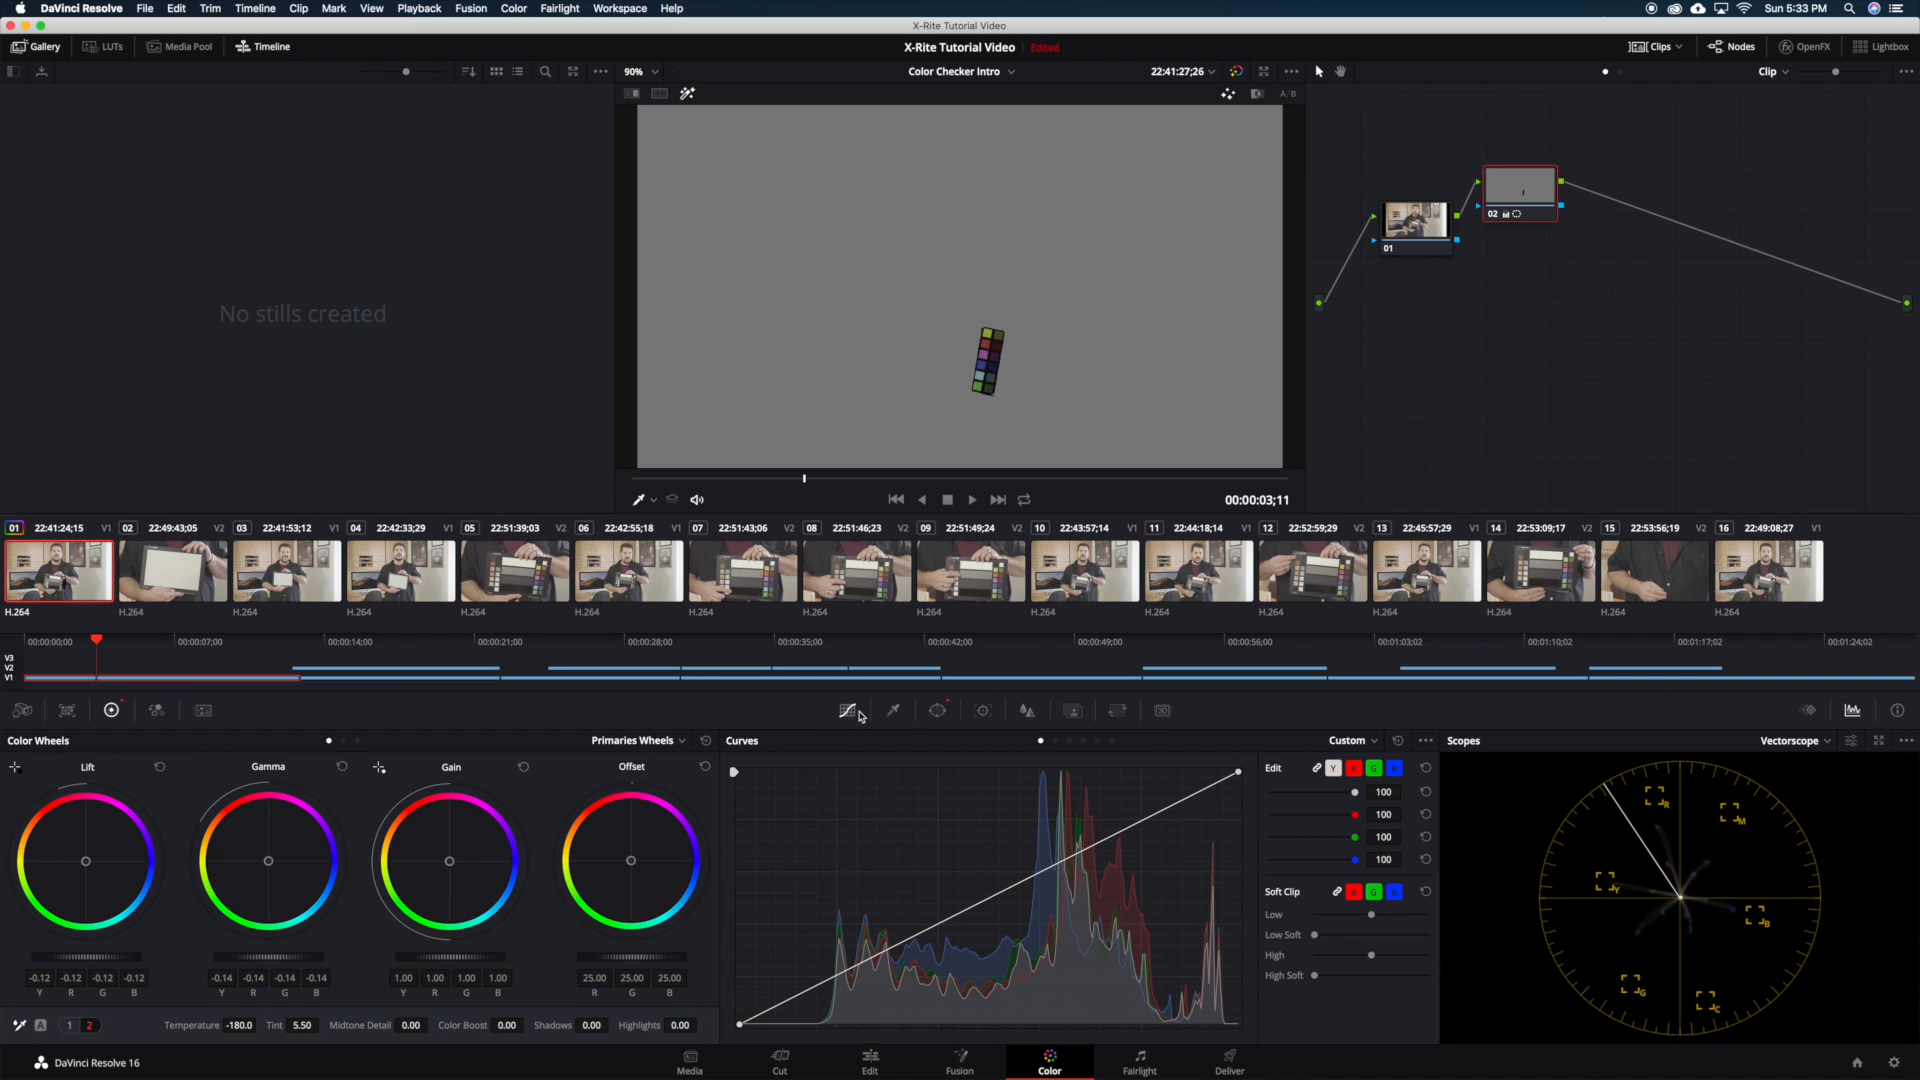 DaVinci Resolve File Edit Trim Timeline Clip Mark View Playback Fusion Color Fairlight Workspace Help Sun 5:33 PM
X-Rite Tutorial Video
Gallery LUTs Media Pool Timeline X-Rite Tutorial Video Edited Clips Nodes OpenFX Lightbox
90% Color Checker Intro 22:41:27;26 Clip
A/B
No stills created
02
01
00:00:03;11
01 22:41:24;15 V1 02 22:49:43;05 V2 03 22:41:53;12 V1 04 22:42:33;29 V1 05 22:51:39;03 V2 06 22:42:55;18 V1 07 22:51:43;06 V2 08 22:51:46;23 V2 09 22:51:49;24 V2 10 22:43:57;14 V1 11 22:44:18;14 V1 12 22:52:59;29 V2 13 22:45:57;29 V1 14 22:53:09;17 V2 15 22:53:56;19 V2 16 22:49:08;27 V1
H.264 H.264 H.264 H.264 H.264 H.264 H.264 H.264 H.264 H.264 H.264 H.264 H.264 H.264 H.264 H.264
00:00:00;00 00:00:07;00 00:00:14;00 00:00:21;00 00:00:28;00 00:00:35;00 00:00:42;00 00:00:49;00 00:00:56;00 00:01:03;02 00:01:10;02 00:01:17;02 00:01:24;02
V3
V2
V1
3D
Color Wheels Primaries Wheels Curves Custom Scopes Vectorscope
Lift Gamma Gain Offset Edit Y R G B
100
100
100
100
Soft Clip R G B
Low
Low Soft
High
High Soft
R
M
Y
B
G
C
-0.12 -0.12 -0.12 -0.12 -0.14 -0.14 -0.14 -0.14 1.00 1.00 1.00 1.00 25.00 25.00 25.00
Y R G B Y R G B Y R G B R G B
A 1 2 Temperature -180.0 Tint 5.50 Midtone Detail 0.00 Color Boost 0.00 Shadows 0.00 Highlights 0.00
DaVinci Resolve 16 Media Cut Edit Fusion Color Fairlight Deliver